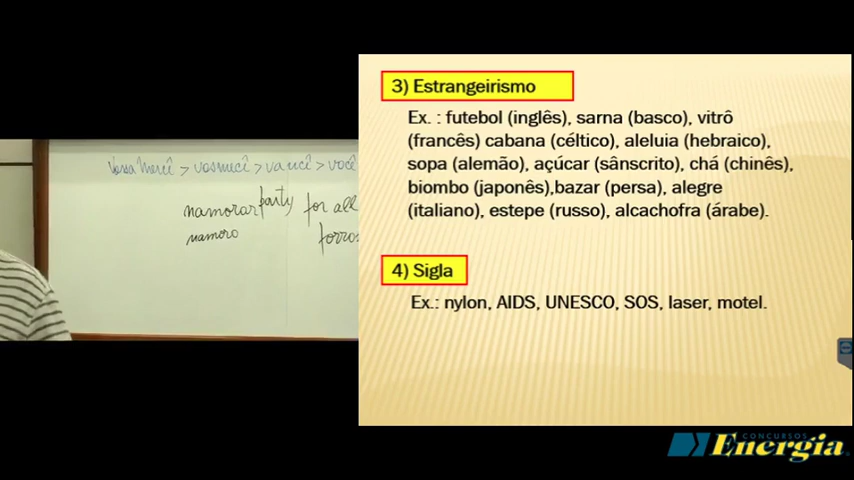 Vossa Mercê > vosmecê > vancê > você
namorar party for all
namoro forró
3) Estrangeirismo
Ex. : futebol (inglês), sarna (basco), vitrô
(francês) cabana (céltico), aleluia (hebraico),
sopa (alemão), açúcar (sânscrito), chá (chinês),
biombo (japonês),bazar (persa), alegre
(italiano), estepe (russo), alcachofra (árabe).
4) Sigla
Ex.: nylon, AIDS, UNESCO, SOS, laser, motel.
CONCURSOS
Energia